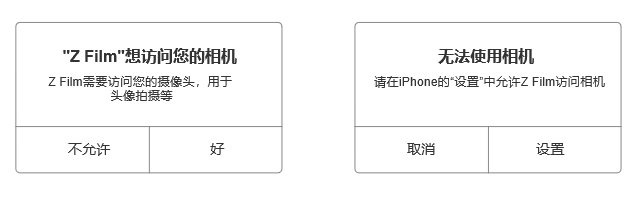 "Z Film"想访问您的相机
Z Film需要访问您的摄像头，用于
头像拍摄等
不允许
好
无法使用相机
请在iPhone的“设置”中允许Z Film访问相机
取消
设置